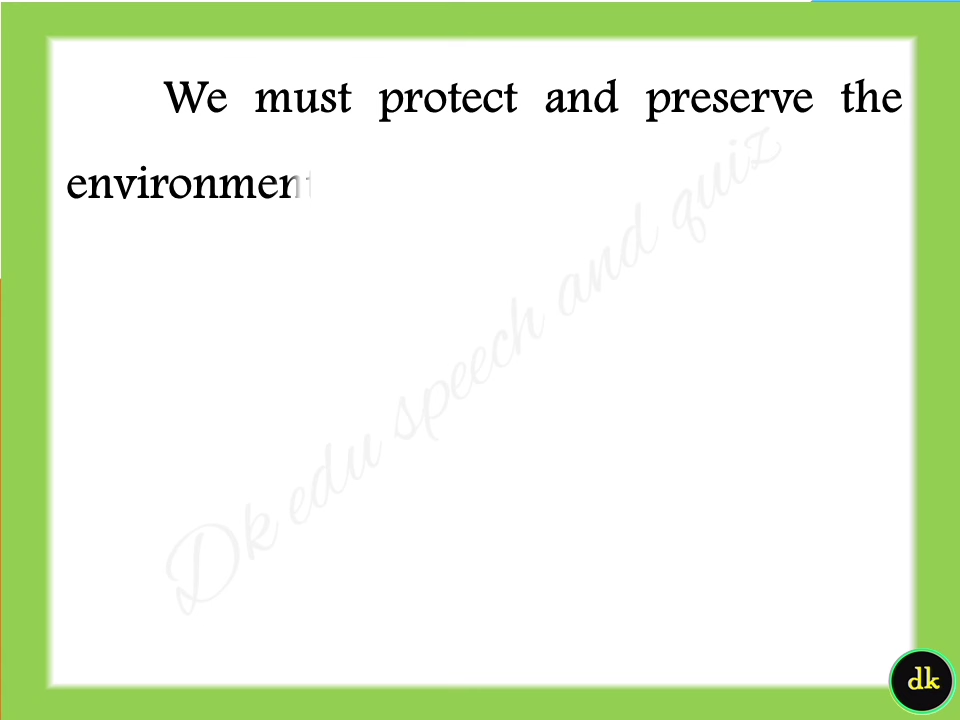 We must protect and preserve the
environment
Dk edu speech and quiz
dk